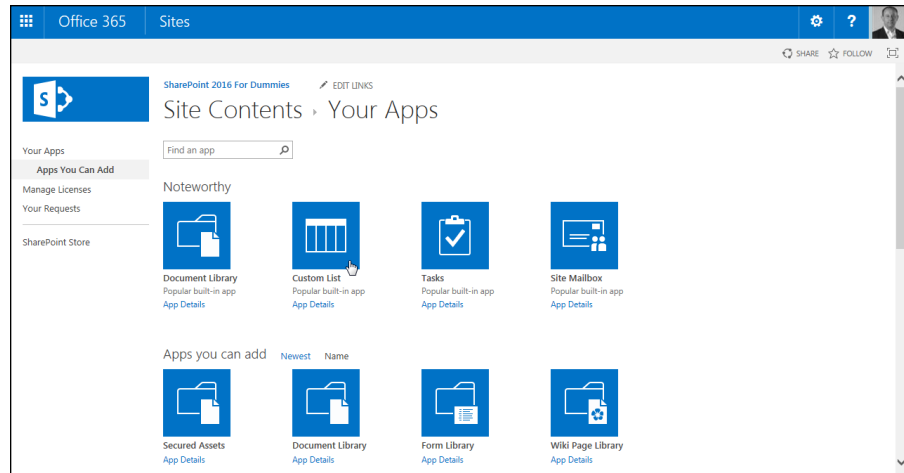 Office 365
Sites
?
SHARE
FOLLOW
S
SharePoint 2016 For Dummies
EDIT LINKS
Site Contents › Your Apps
Your Apps
Apps You Can Add
Manage Licenses
Your Requests
SharePoint Store
Find an app
Noteworthy
Document Library
Popular built-in app
App Details
Custom List
Popular built-in app
App Details
Tasks
Popular built-in app
App Details
Site Mailbox
Popular built-in app
App Details
Apps you can add
Newest
Name
Secured Assets
App Details
Document Library
App Details
Form Library
App Details
Wiki Page Library
App Details